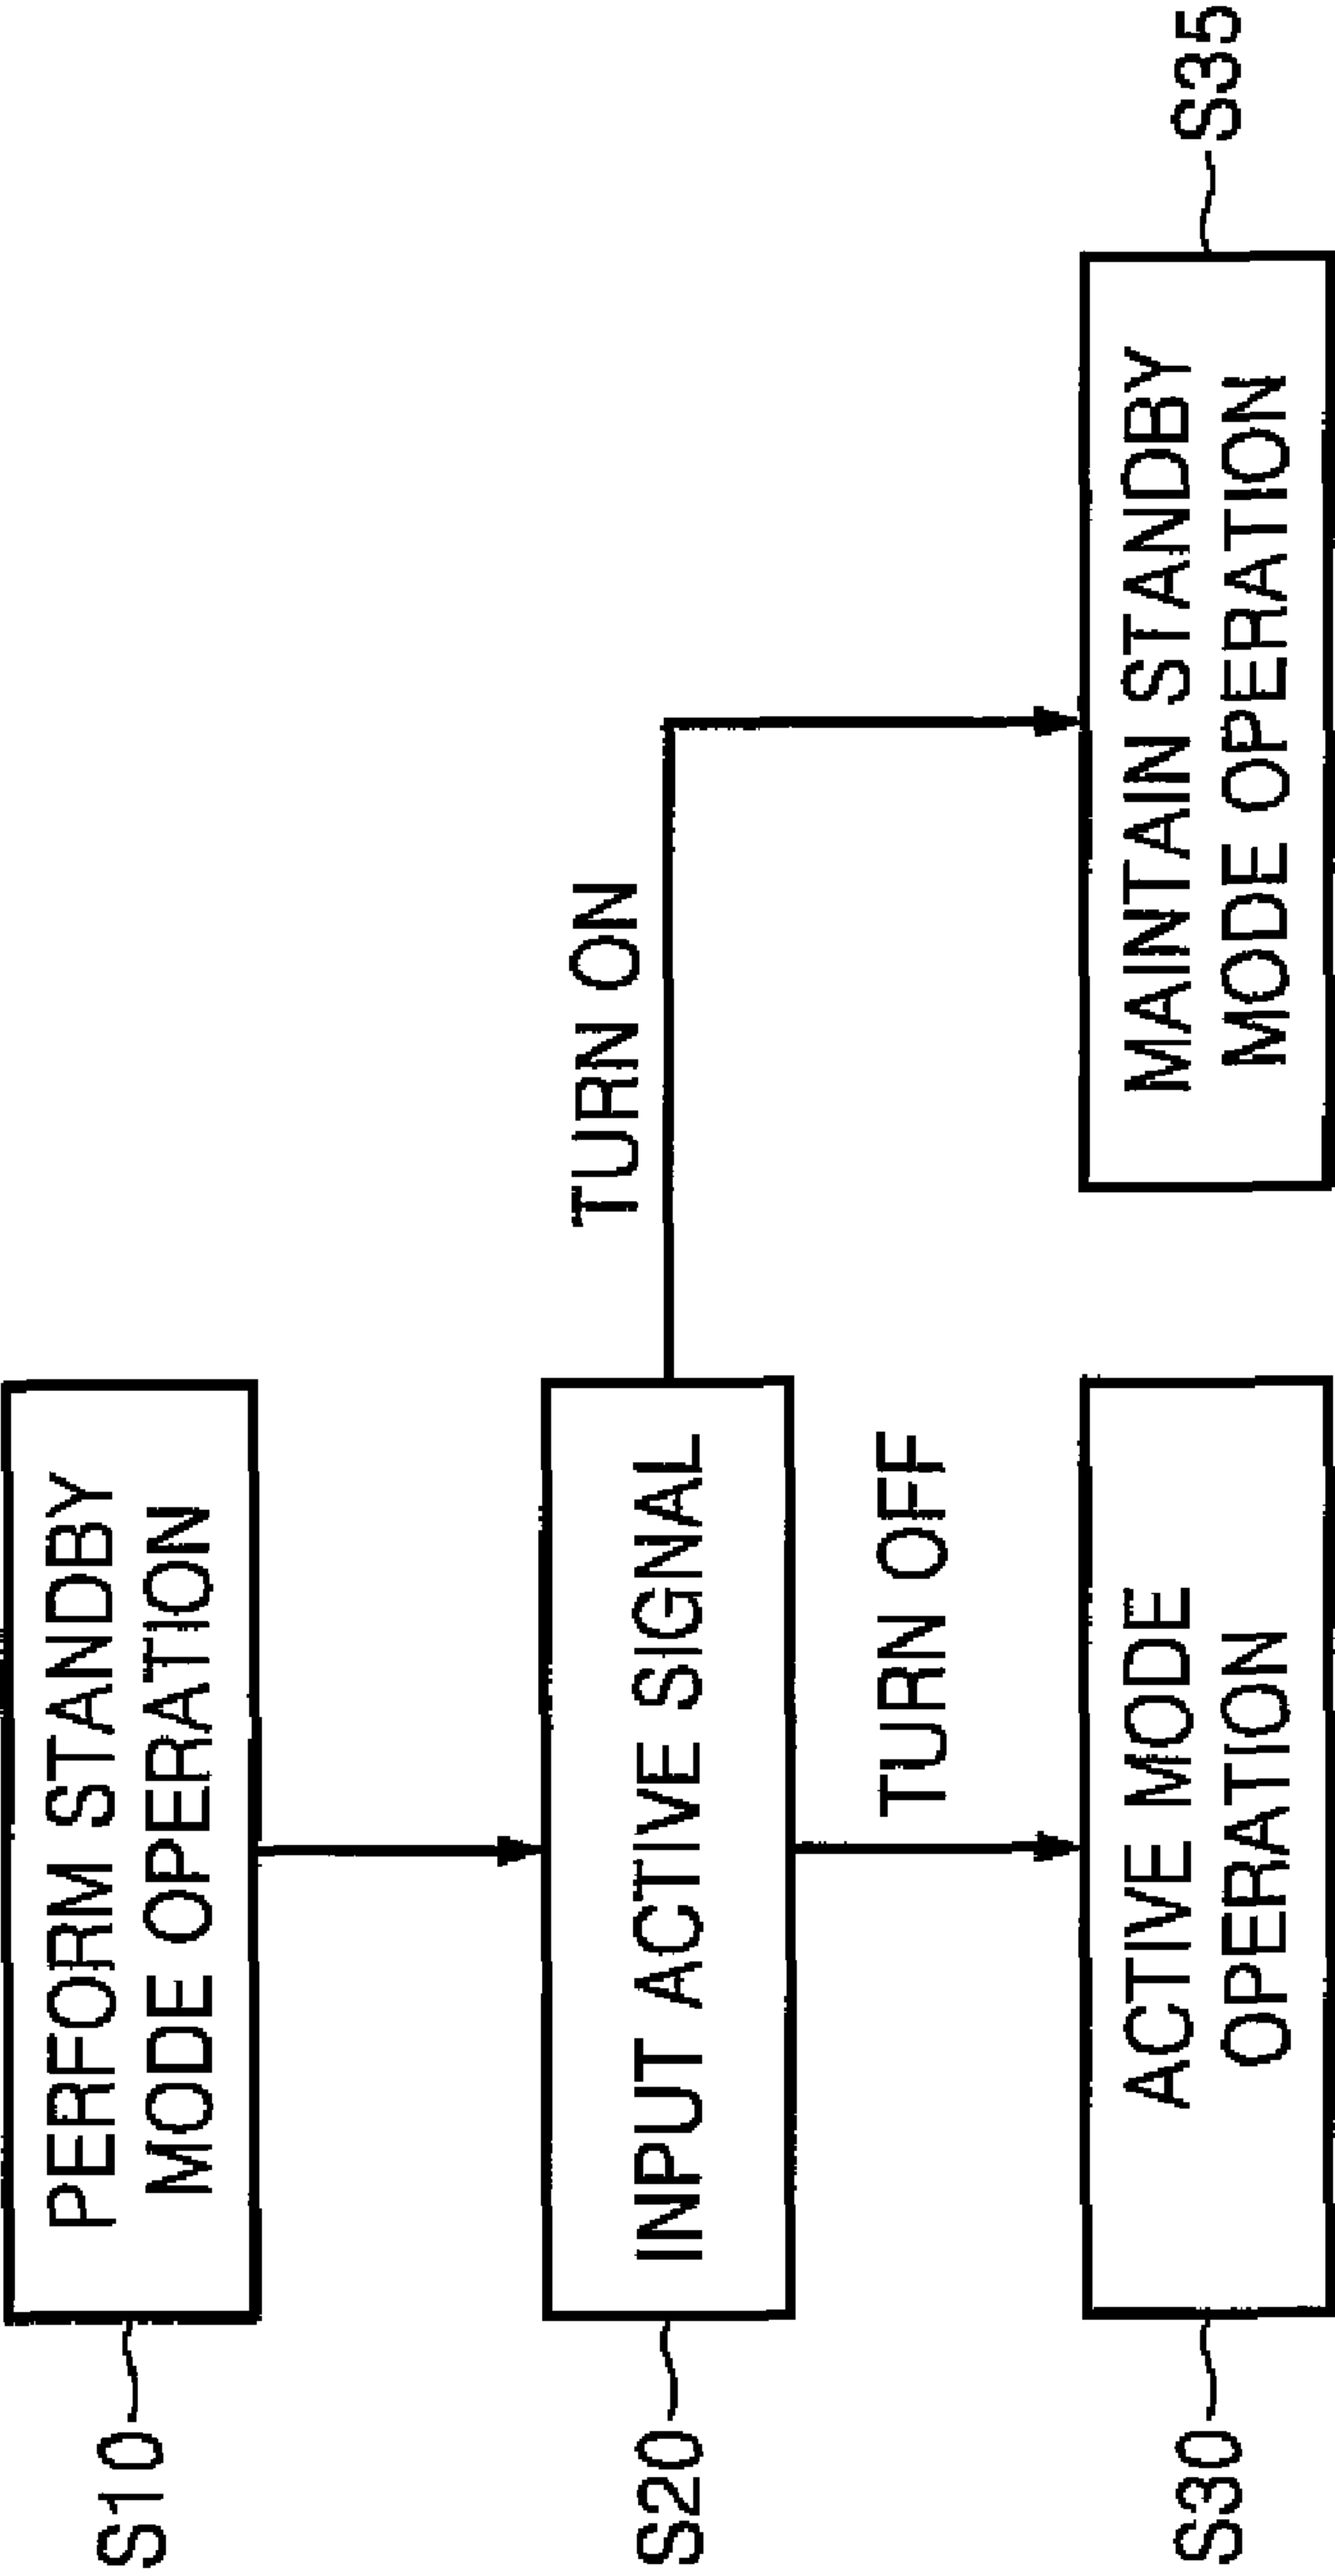 S10
PERFORM STANDBY
MODE OPERATION
S20
INPUT ACTIVE SIGNAL
TURN ON
TURN OFF
S30
ACTIVE MODE
OPERATION
MAINTAIN STANDBY
MODE OPERATION
S35